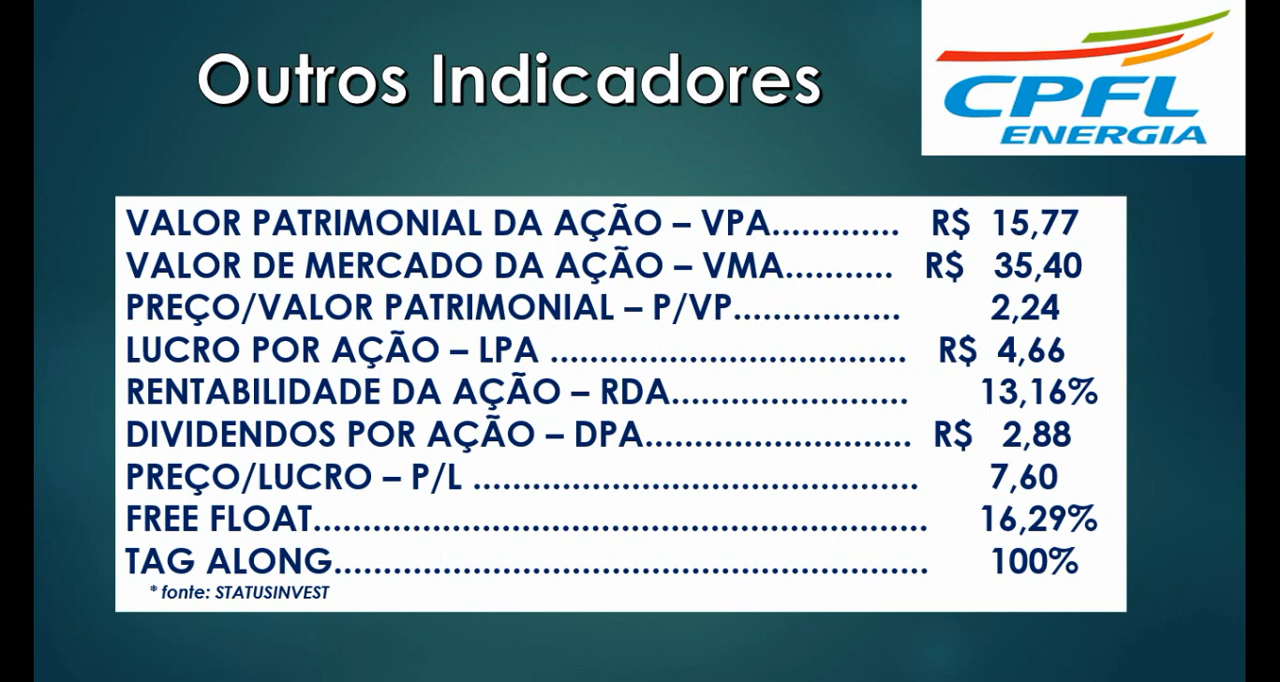 Outros Indicadores
CPFL
ENERGIA
VALOR PATRIMONIAL DA AÇÃO – VPA............. R$ 15,77
VALOR DE MERCADO DA AÇÃO – VMA........... R$ 35,40
PREÇO/VALOR PATRIMONIAL – P/VP................. 2,24
LUCRO POR AÇÃO – LPA .................................... R$ 4,66
RENTABILIDADE DA AÇÃO – RDA........................ 13,16%
DIVIDENDOS POR AÇÃO – DPA........................... R$ 2,88
PREÇO/LUCRO – P/L ............................................. 7,60
FREE FLOAT.............................................................. 16,29%
TAG ALONG............................................................ 100%
* fonte: STATUSINVEST